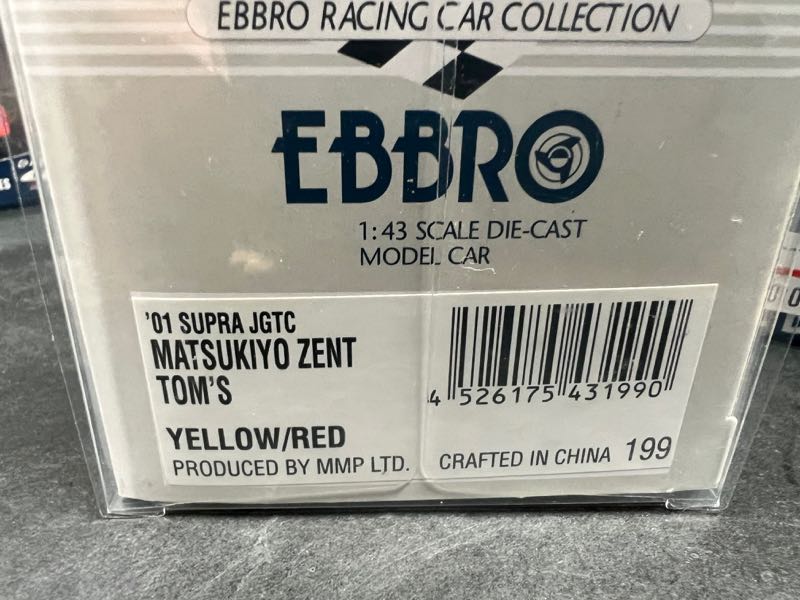 EBBRO RACING CAR COLLECTION
EBBRO
1:43 SCALE DIE-CAST
MODEL CAR
'01 SUPRA JGTC
MATSUKIYO ZENT
TOM'S
YELLOW/RED
PRODUCED BY MMP LTD.
4 526175 431990
CRAFTED IN CHINA 199